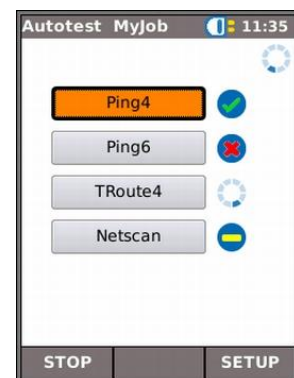 Autotest MyJob 11:35
Ping4
Ping6
TRoute4
Netscan
STOP SETUP